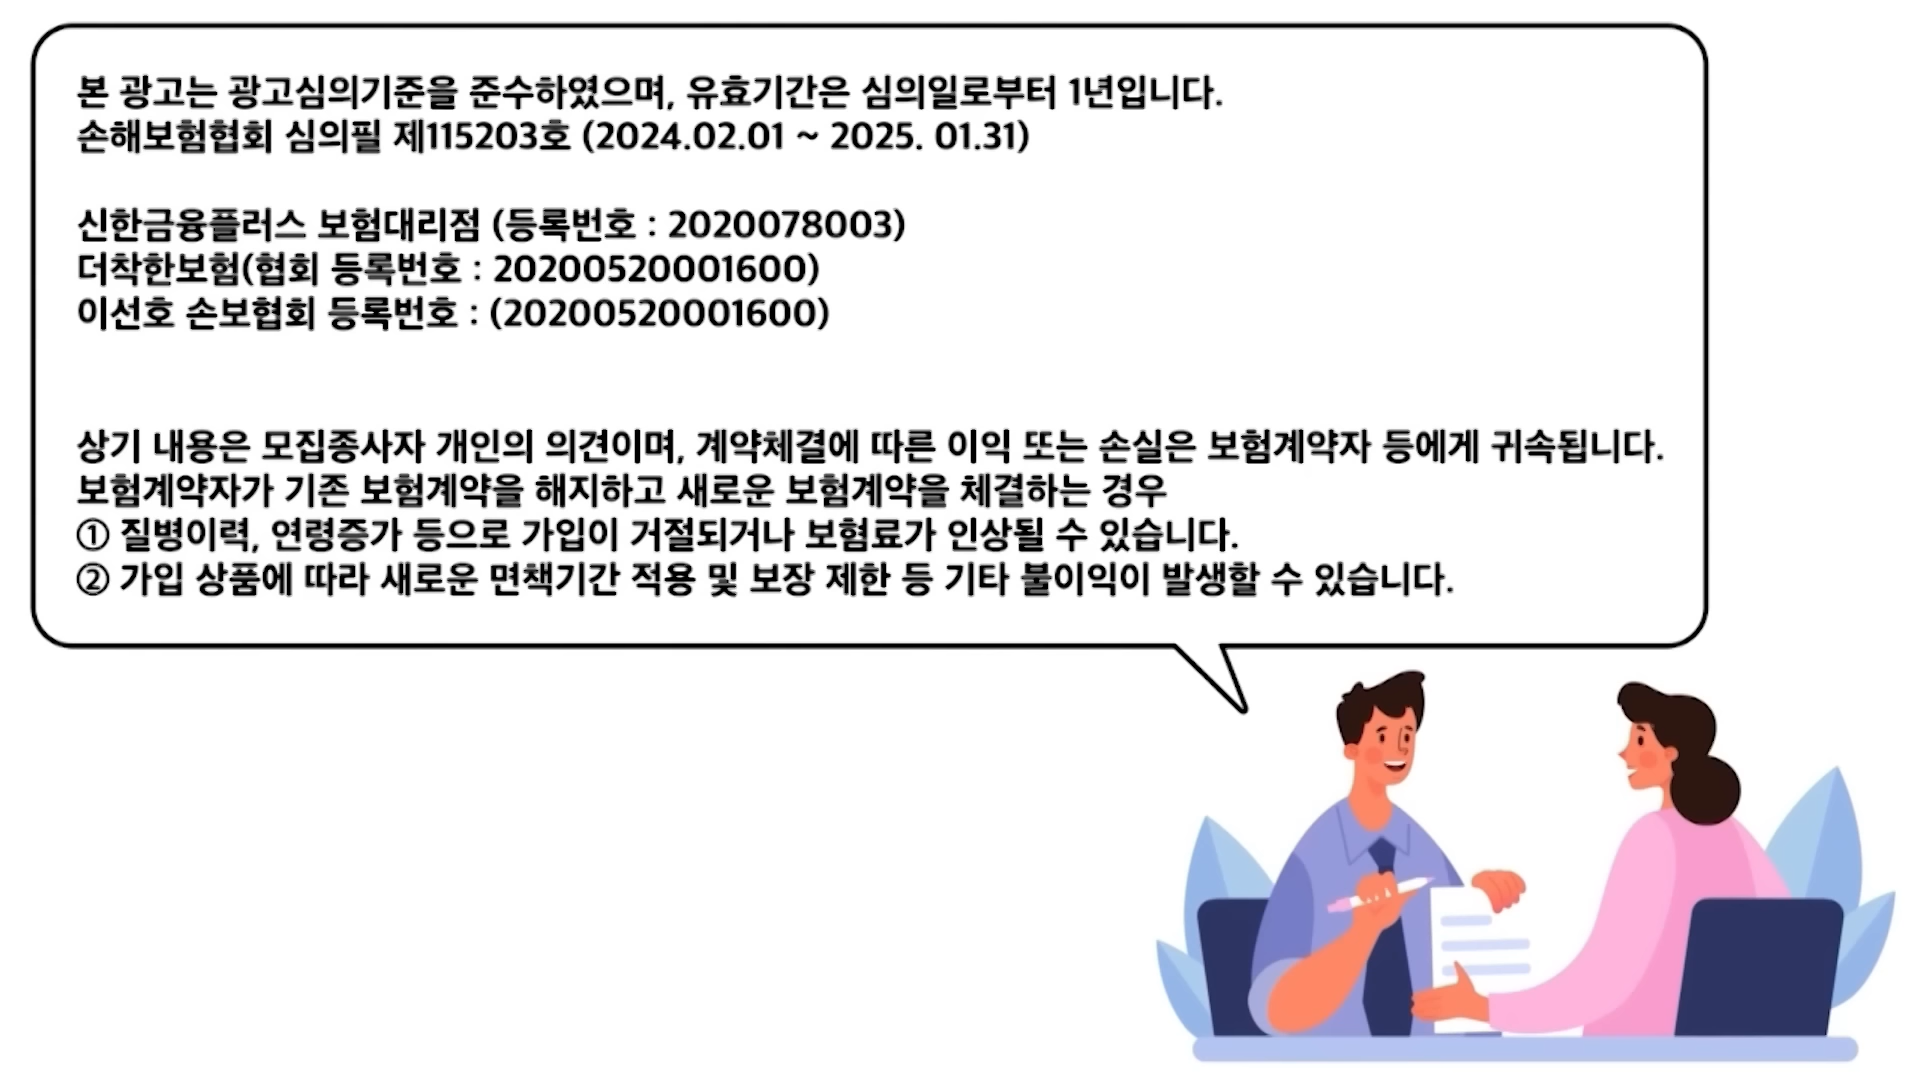 본 광고는 광고심의기준을 준수하였으며, 유효기간은 심의일로부터 1년입니다.
손해보험협회 심의필 제115203호 (2024.02.01 ~ 2025. 01.31)
신한금융플러스 보험대리점 (등록번호 : 2020078003)
더착한보험(협회 등록번호 : 20200520001600)
이선호 손보협회 등록번호 : (20200520001600)
상기 내용은 모집종사자 개인의 의견이며, 계약체결에 따른 이익 또는 손실은 보험계약자 등에게 귀속됩니다.
보험계약자가 기존 보험계약을 해지하고 새로운 보험계약을 체결하는 경우
① 질병이력, 연령증가 등으로 가입이 거절되거나 보험료가 인상될 수 있습니다.
② 가입 상품에 따라 새로운 면책기간 적용 및 보장 제한 등 기타 불이익이 발생할 수 있습니다.